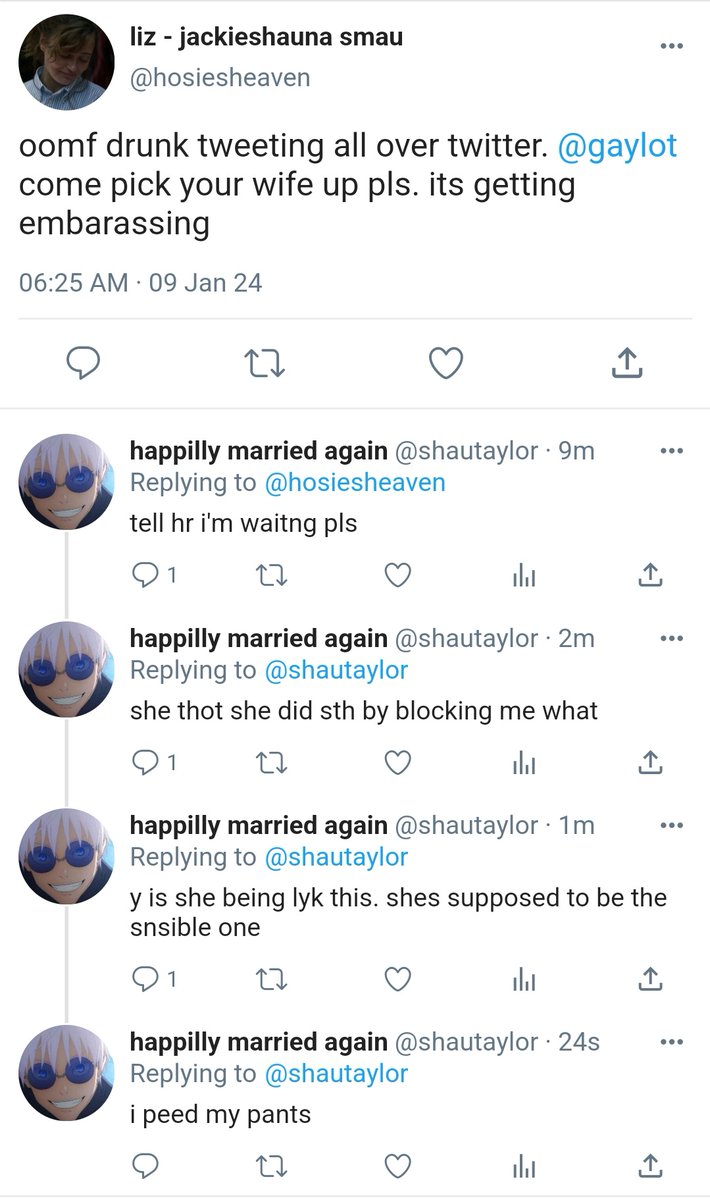 liz - jackieshauna smau
@hosiesheaven
oomf drunk tweeting all over twitter. @gaylot
come pick your wife up pls. its getting
embarassing
06:25 AM · 09 Jan 24
happilly married again @shautaylor · 9m
Replying to @hosiesheaven
tell hr i'm waitng pls
1
happilly married again @shautaylor · 2m
Replying to @shautaylor
she thot she did sth by blocking me what
1
happilly married again @shautaylor · 1m
Replying to @shautaylor
y is she being lyk this. shes supposed to be the
snsible one
1
happilly married again @shautaylor · 24s
Replying to @shautaylor
i peed my pants